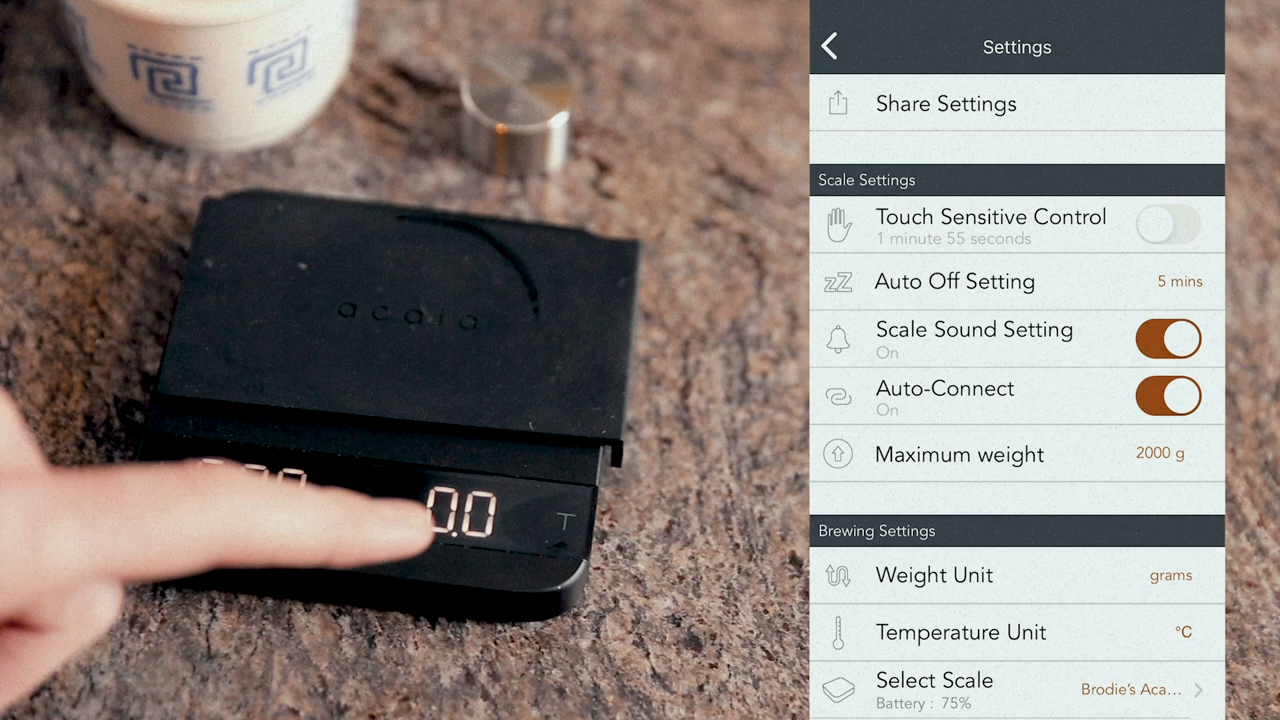 acaia
0.0
T
Settings
Share Settings
Scale Settings
Touch Sensitive Control
1 minute 55 seconds
Auto Off Setting
5 mins
Scale Sound Setting
On
Auto-Connect
On
Maximum weight
2000 g
Brewing Settings
Weight Unit
grams
Temperature Unit
°C
Select Scale
Battery : 75%
Brodie's Aca...